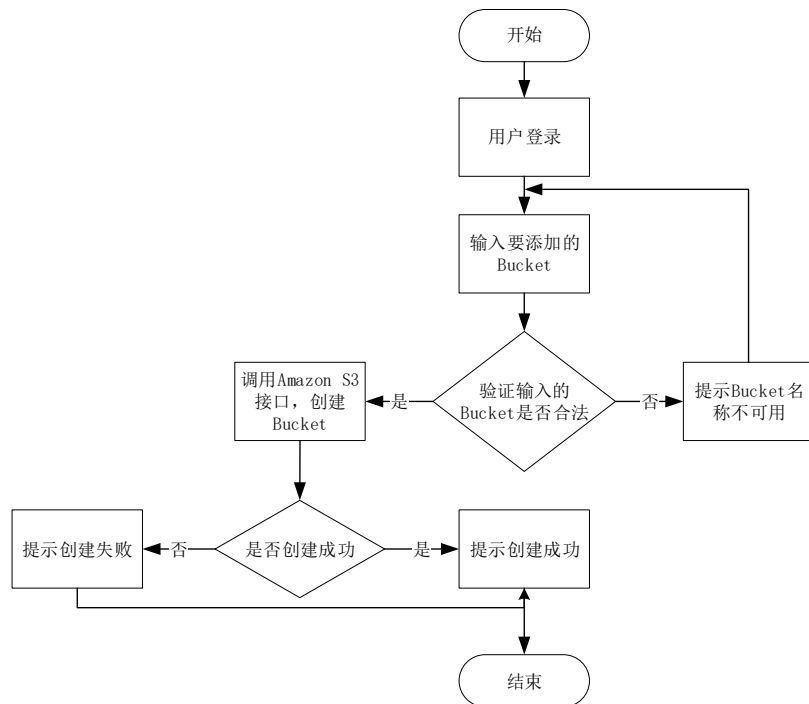 开始
用户登录
输入要添加的
Bucket
验证输入的
Bucket是否合法
是
否
调用Amazon S3
接口，创建
Bucket
提示Bucket名
称不可用
是否创建成功
否
是
提示创建失败
提示创建成功
结束